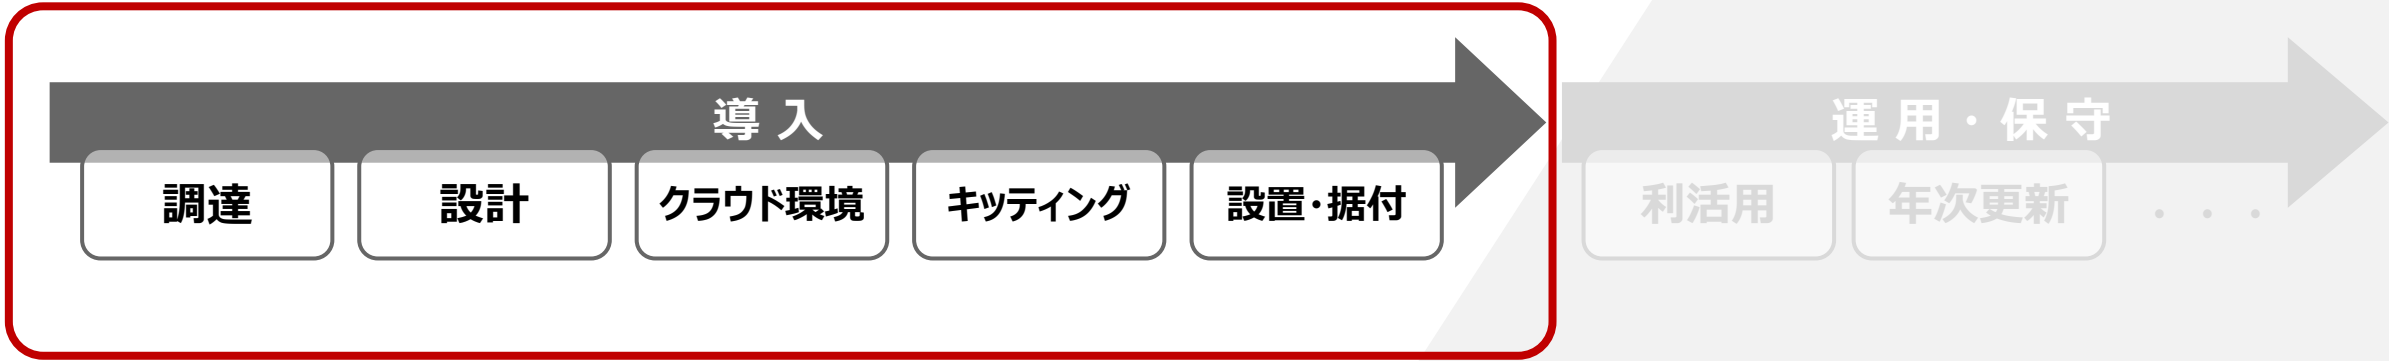 導 入
運 用 ・ 保 守
調達
設計
クラウド環境
キッティング
設置・据付
利活用
年次更新
・・・